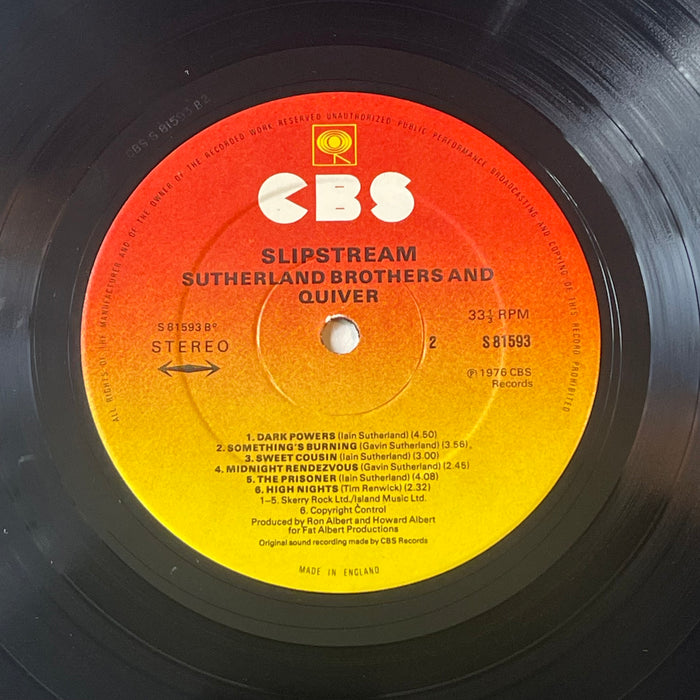 CBS S 81593 B2
ALL RIGHTS OF THE MANUFACTURER AND OF THE OWNER OF THE RECORDED WORK RESERVED UNAUTHORIZED PUBLIC PERFORMANCE BROADCASTING AND COPYING OF THIS RECORD PROHIBITED
CBS
SLIPSTREAM
SUTHERLAND BROTHERS AND
QUIVER
S 81593 Bº
STEREO
33⅓ RPM
2
S 81593
℗ 1976 CBS
Records
1. DARK POWERS (Iain Sutherland) (4.50)
2. SOMETHING'S BURNING (Gavin Sutherland) (3.56).
3. SWEET COUSIN (Iain Sutherland) (3.00)
4. MIDNIGHT RENDEZVOUS (Gavin Sutherland) (2.45)
5. THE PRISONER (Iain Sutherland) (4.08)
6. HIGH NIGHTS (Tim Renwick) (2.32)
1–5. Skerry Rock Ltd./Island Music Ltd.
6. Copyright Control
Produced by Ron Albert and Howard Albert
for Fat Albert Productions
Original sound recording made by CBS Records
MADE IN ENGLAND